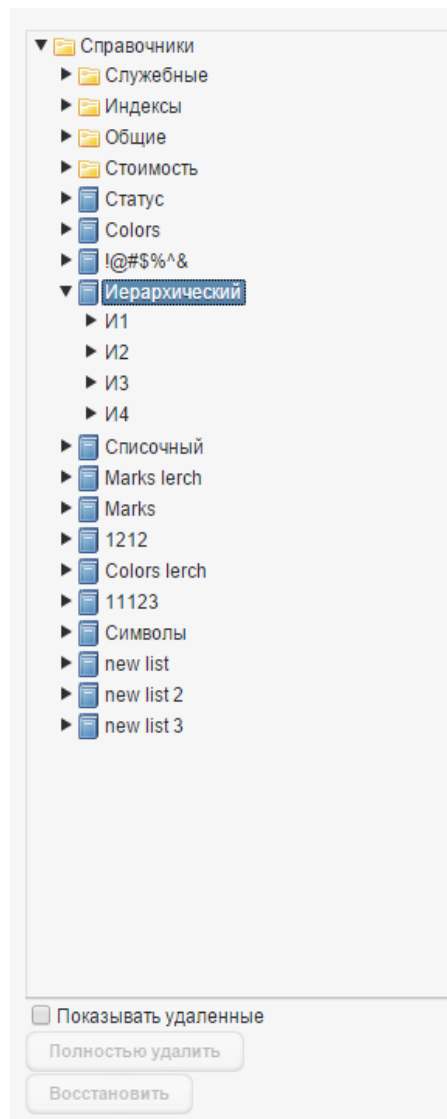 Справочники
Служебные
Индексы
Общие
Стоимость
Статус
Colors
!@#$%^&
Иерархический
И1
И2
И3
И4
Списочный
Marks lerch
Marks
1212
Colors lerch
11123
Символы
new list
new list 2
new list 3
Показывать удаленные
Полностью удалить
Восстановить